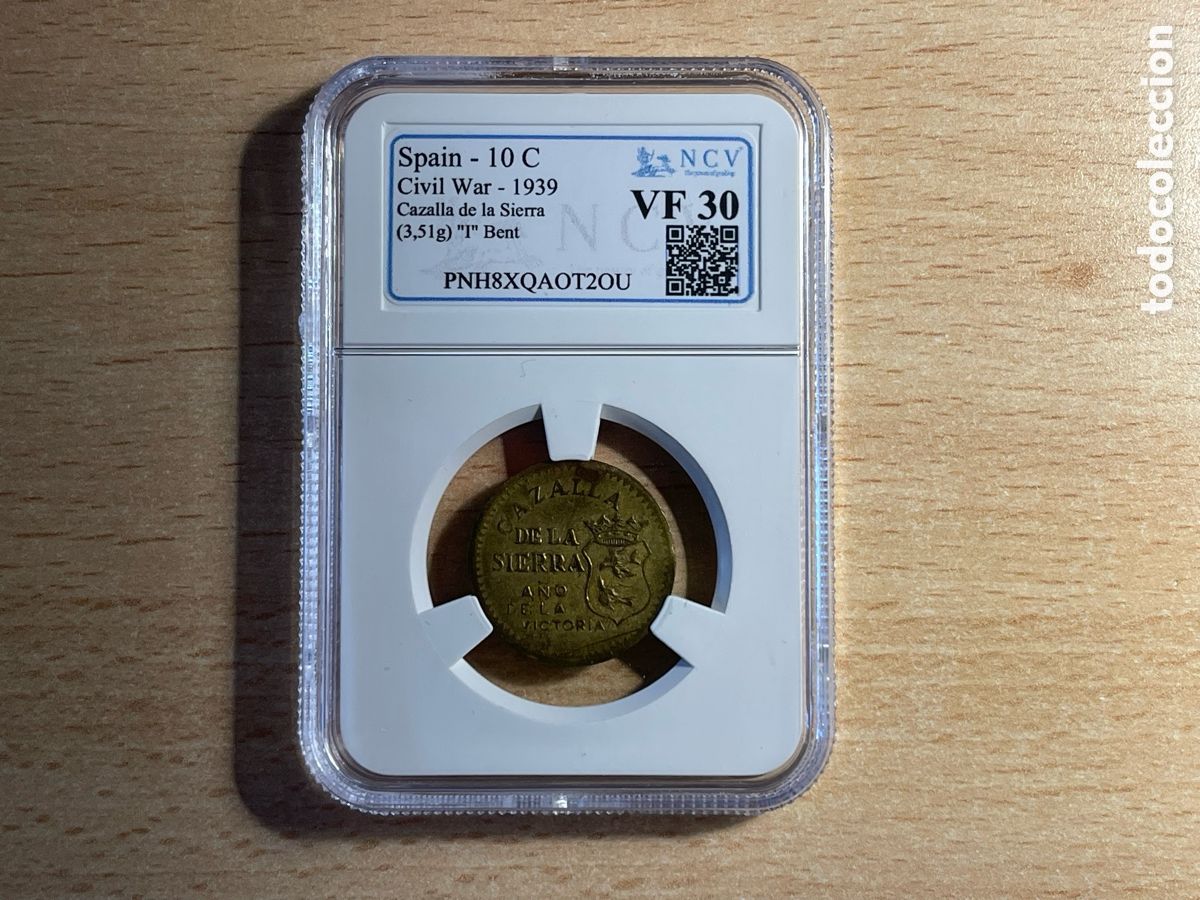 Spain - 10 C
Civil War - 1939
Cazalla de la Sierra
(3,51g) "I" Bent
NCV
VF 30
NCV
PNH8XQAOT2OU
CAZALLA
DE LA
SIERRA
AÑO
DE LA
VICTORIA
todocoleccion